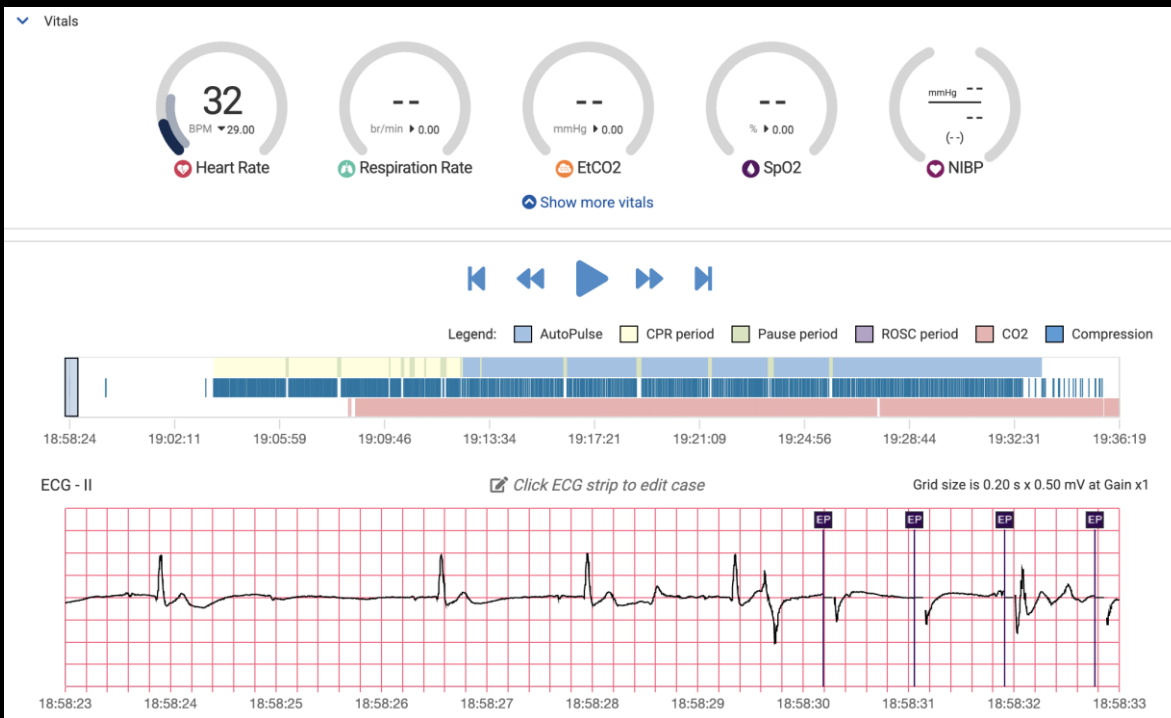 Vitals
32
BPM ▼29.00
Heart Rate
--
br/min ▶ 0.00
Respiration Rate
--
mmHg ▶ 0.00
EtCO2
--
% ▶ 0.00
SpO2
mmHg --
--
(--)
NIBP
Show more vitals
Legend: AutoPulse CPR period Pause period ROSC period CO2 Compression
18:58:24 19:02:11 19:05:59 19:09:46 19:13:34 19:17:21 19:21:09 19:24:56 19:28:44 19:32:31 19:36:19
ECG - II Click ECG strip to edit case Grid size is 0.20 s x 0.50 mV at Gain x1
EP EP EP EP
18:58:23 18:58:24 18:58:25 18:58:26 18:58:27 18:58:28 18:58:29 18:58:30 18:58:31 18:58:32 18:58:33